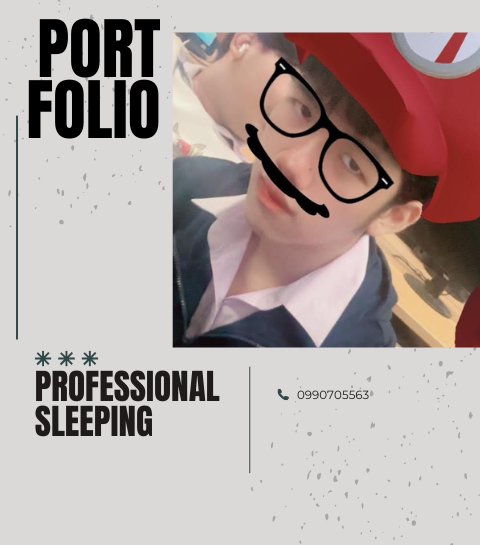 PORT
FOLIO
PROFESSIONAL
SLEEPING
0990705563